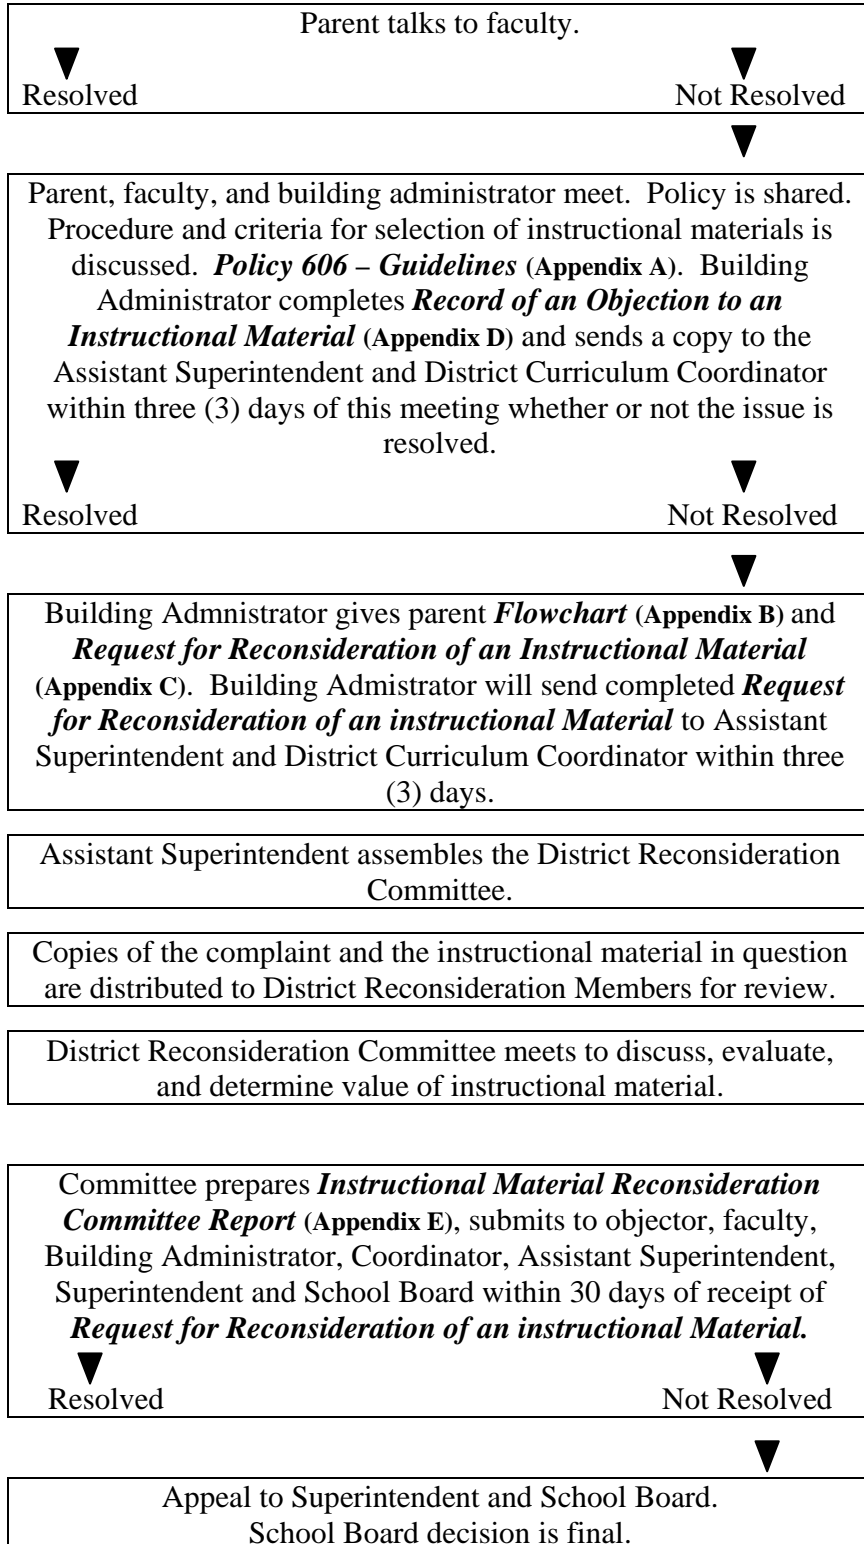 Parent talks to faculty.
Resolved Not Resolved
Parent, faculty, and building administrator meet. Policy is shared.
Procedure and criteria for selection of instructional materials is
discussed. Policy 606 – Guidelines (Appendix A). Building
Administrator completes Record of an Objection to an
Instructional Material (Appendix D) and sends a copy to the
Assistant Superintendent and District Curriculum Coordinator
within three (3) days of this meeting whether or not the issue is
resolved.
Resolved Not Resolved
Building Admnistrator gives parent Flowchart (Appendix B) and
Request for Reconsideration of an Instructional Material
(Appendix C). Building Admistrator will send completed Request
for Reconsideration of an instructional Material to Assistant
Superintendent and District Curriculum Coordinator within three
(3) days.
Assistant Superintendent assembles the District Reconsideration
Committee.
Copies of the complaint and the instructional material in question
are distributed to District Reconsideration Members for review.
District Reconsideration Committee meets to discuss, evaluate,
and determine value of instructional material.
Committee prepares Instructional Material Reconsideration
Committee Report (Appendix E), submits to objector, faculty,
Building Administrator, Coordinator, Assistant Superintendent,
Superintendent and School Board within 30 days of receipt of
Request for Reconsideration of an instructional Material.
Resolved Not Resolved
Appeal to Superintendent and School Board.
School Board decision is final.